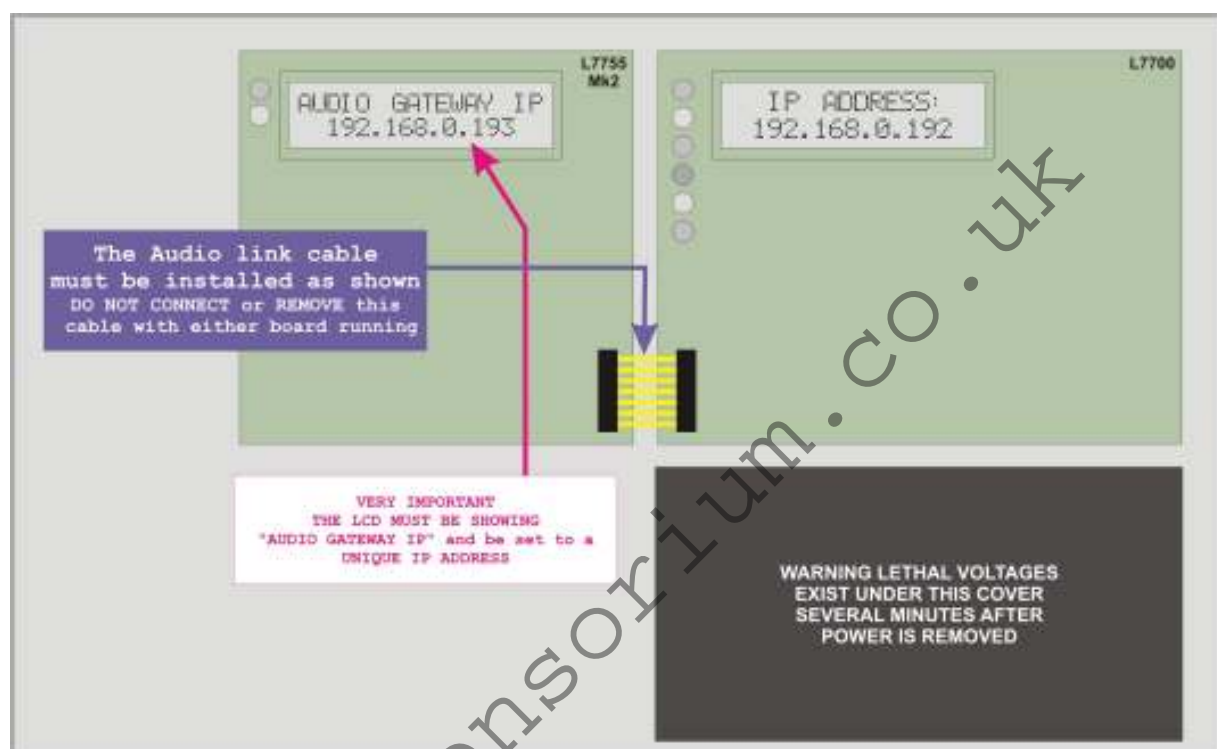 L7755
Mk2
AUDIO GATEWAY IP
192.168.0.193
L7700
IP ADDRESS:
192.168.0.192
The Audio link cable
must be installed as shown
DO NOT CONNECT or REMOVE this
cable with either board running
VERY IMPORTANT
THE LCD MUST BE SHOWING
"AUDIO GATEWAY IP" and be set to a
UNIQUE IP ADDRESS
WARNING LETHAL VOLTAGES
EXIST UNDER THIS COVER
SEVERAL MINUTES AFTER
POWER IS REMOVED
ensorium.co.uk